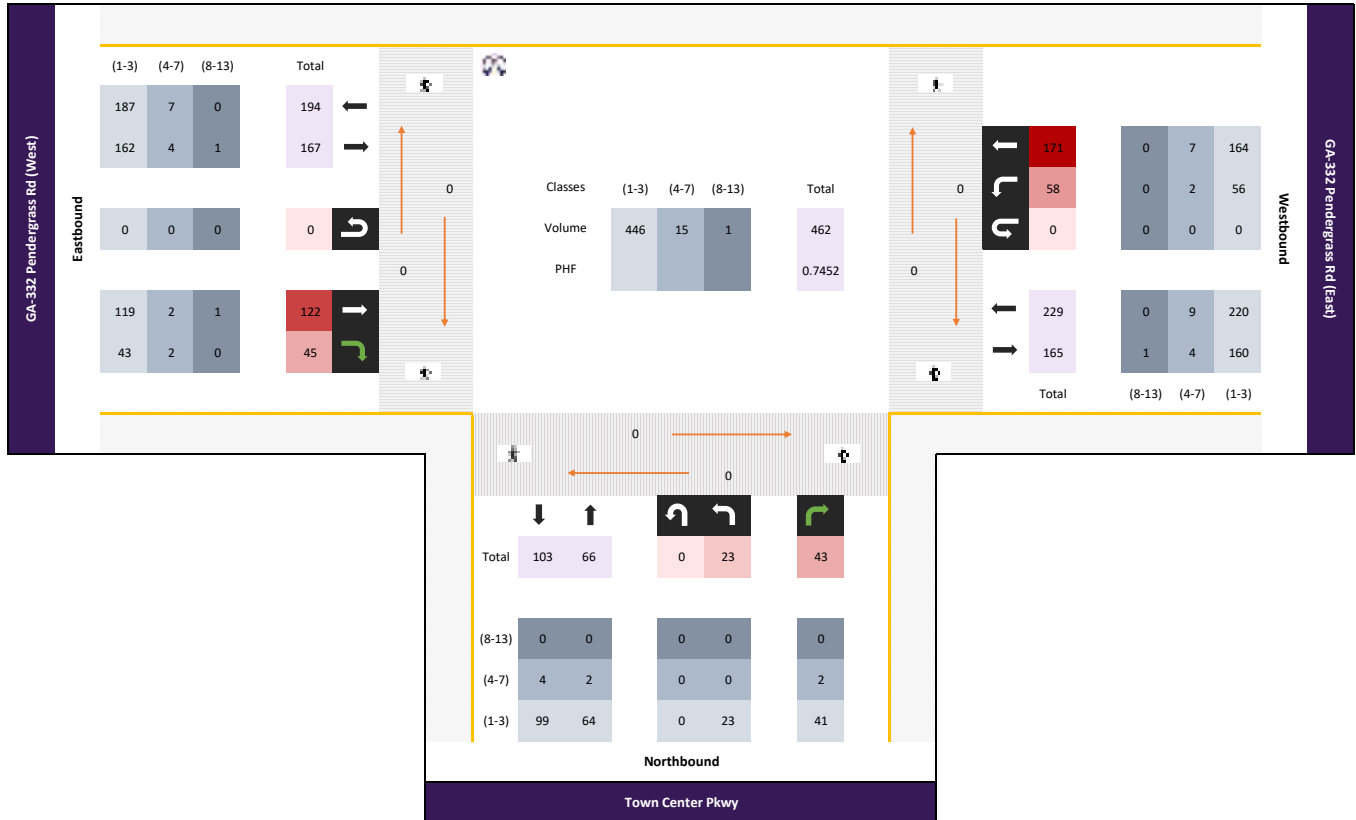 (1-3) (4-7) (8-13) Total
187 7 0 194
162 4 1 167
0 0 0 0
119 2 1 122
43 2 0 45
GA-332 Pendergrass Rd (West)
Eastbound
0
0
Classes (1-3) (4-7) (8-13) Total
Volume 446 15 1 462
PHF 0.7452
0
0
171 0 7 164
58 0 2 56
0 0 0 0
229 0 9 220
165 1 4 160
Total (8-13) (4-7) (1-3)
Westbound
GA-332 Pendergrass Rd (East)
0
0
Total 103 66 0 23 43
(8-13) 0 0 0 0 0
(4-7) 4 2 0 0 2
(1-3) 99 64 0 23 41
Northbound
Town Center Pkwy